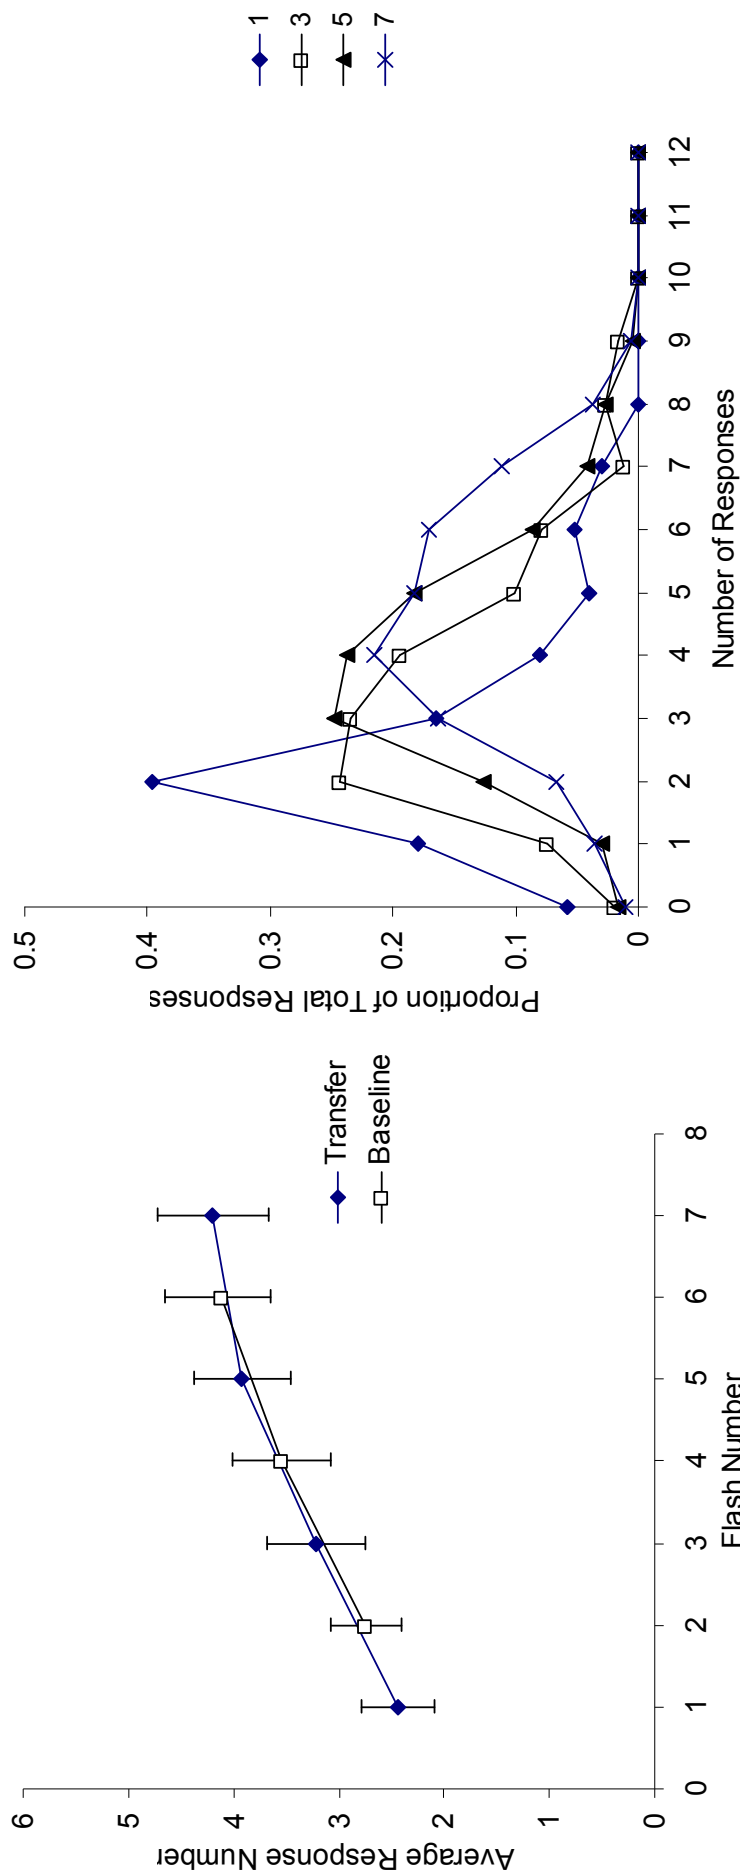 6
5
4
3
2
1
0
Average Response Number
0 1 2 3 4 5 6 7 8
Flash Number
Transfer
Baseline
0.5
0.4
0.3
0.2
0.1
0
Proportion of Total Responses
0 1 2 3 4 5 6 7 8 9 10 11 12
Number of Responses
1
3
5
7